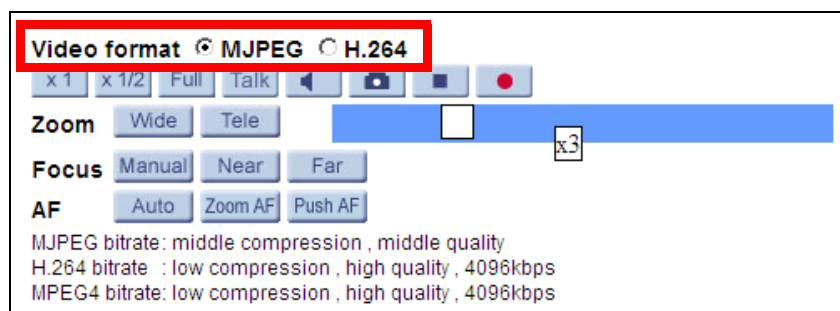 Video format MJPEG H.264
x 1 x 1/2 Full Talk
Zoom Wide Tele
x3
Focus Manual Near Far
AF Auto Zoom AF Push AF
MJPEG bitrate: middle compression , middle quality
H.264 bitrate : low compression , high quality , 4096kbps
MPEG4 bitrate: low compression , high quality , 4096kbps